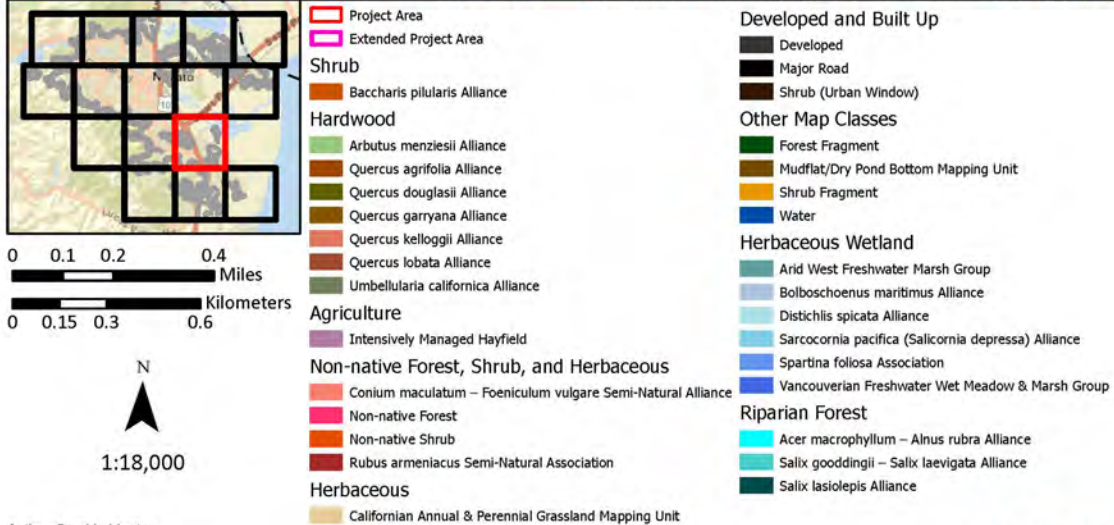 Project Area
Extended Project Area
Shrub
Baccharis pilularis Alliance
Hardwood
Arbutus menziesii Alliance
Quercus agrifolia Alliance
Quercus douglasii Alliance
Quercus garryana Alliance
Quercus kelloggii Alliance
Quercus lobata Alliance
Umbellularia californica Alliance
Agriculture
Intensively Managed Hayfield
Non-native Forest, Shrub, and Herbaceous
Conium maculatum – Foeniculum vulgare Semi-Natural Alliance
Non-native Forest
Non-native Shrub
Rubus armeniacus Semi-Natural Association
Herbaceous
Californian Annual & Perennial Grassland Mapping Unit
Developed and Built Up
Developed
Major Road
Shrub (Urban Window)
Other Map Classes
Forest Fragment
Mudflat/Dry Pond Bottom Mapping Unit
Shrub Fragment
Water
Herbaceous Wetland
Arid West Freshwater Marsh Group
Bolboschoenus maritimus Alliance
Distichlis spicata Alliance
Sarcocornia pacifica (Salicornia depressa) Alliance
Spartina foliosa Association
Vancouverian Freshwater Wet Meadow & Marsh Group
Riparian Forest
Acer macrophyllum – Alnus rubra Alliance
Salix gooddingii – Salix laevigata Alliance
Salix lasiolepis Alliance
0 0.1 0.2 0.4
Miles
Kilometers
0 0.15 0.3 0.6
N
1:18,000